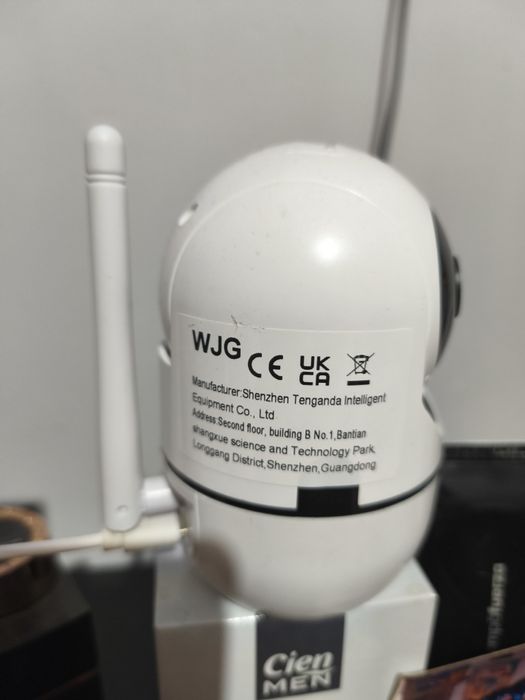 WJG CE UK CA
Manufacturer:Shenzhen Tenganda Intelligent
Equipment Co., Ltd
Address:Second floor, building B No.1,Bantian
shangxue science and Technology Park,
Longgang District,Shenzhen,Guangdong
Cien
MEN